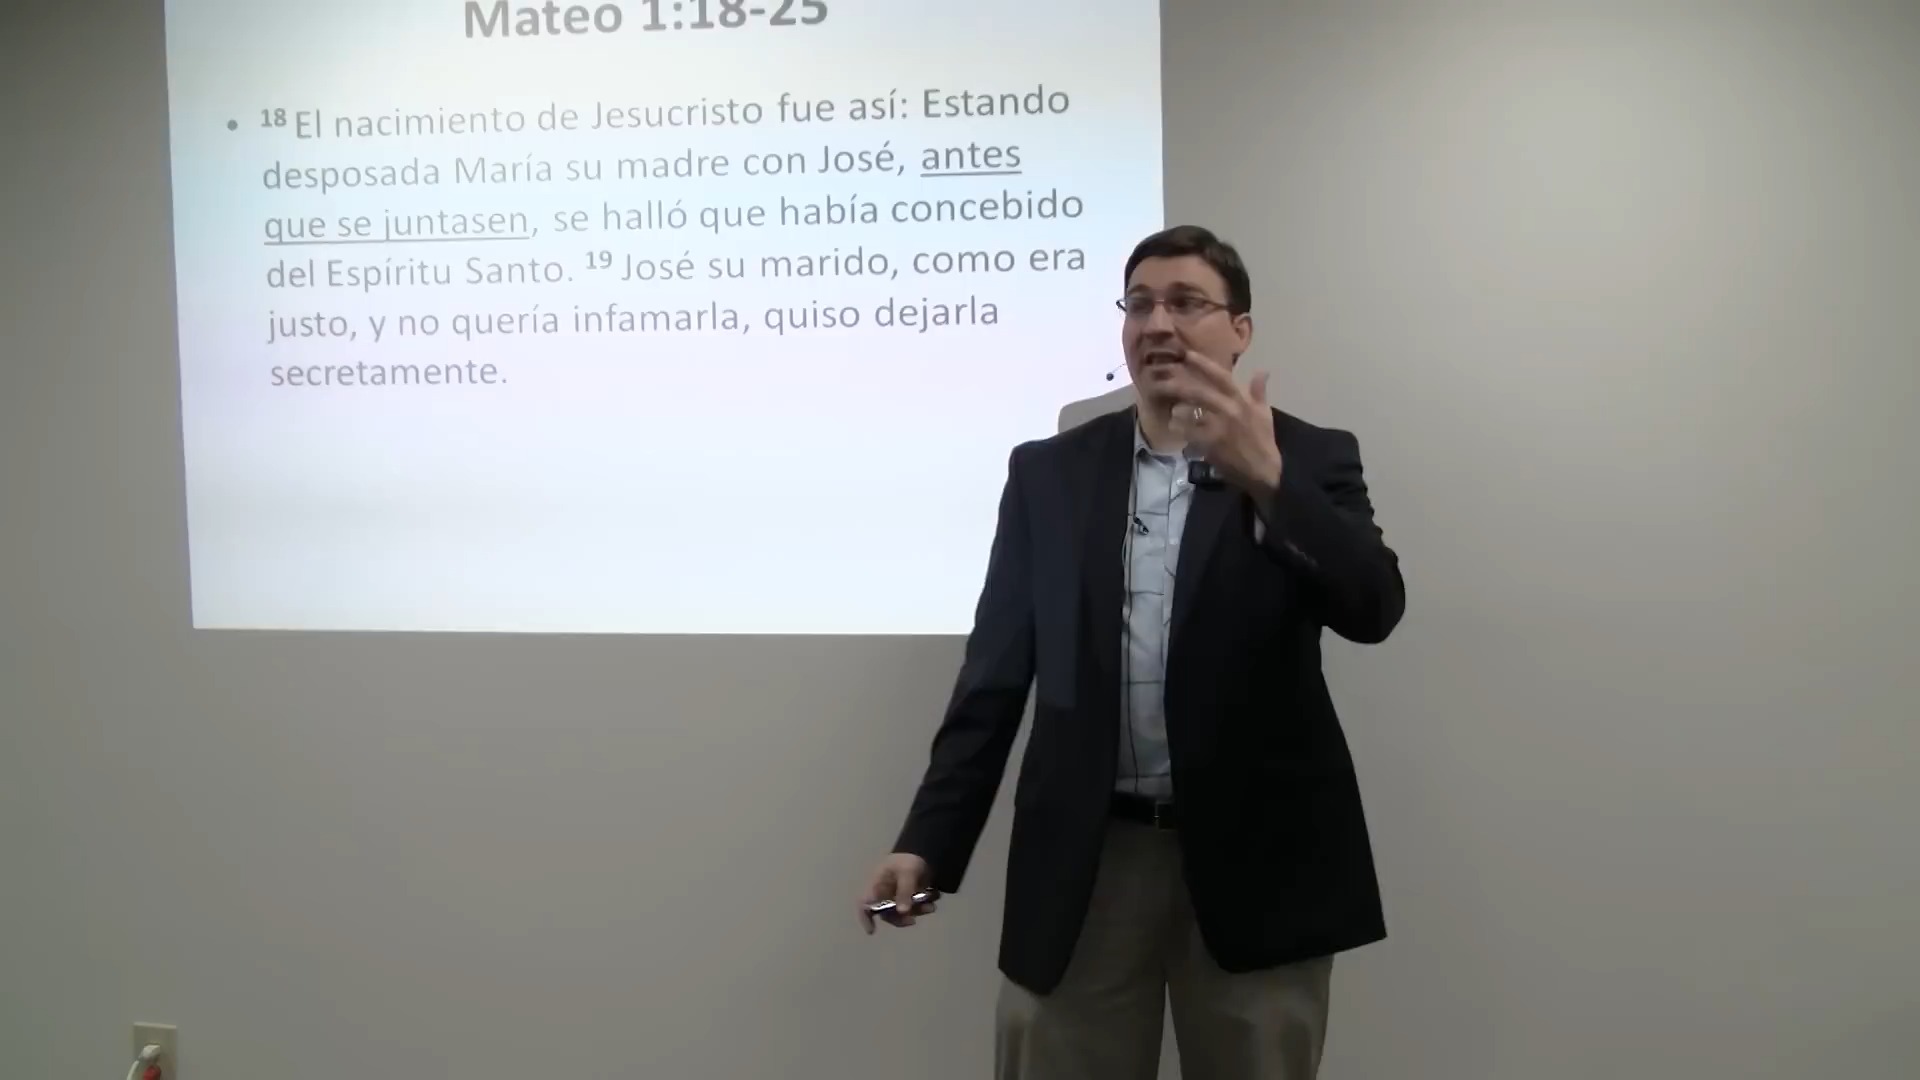 Mateo 1:18-25
• 18 El nacimiento de Jesucristo fue así: Estando
desposada María su madre con José, antes
que se juntasen, se halló que había concebido
del Espíritu Santo. 19 José su marido, como era
justo, y no quería infamarla, quiso dejarla
secretamente.